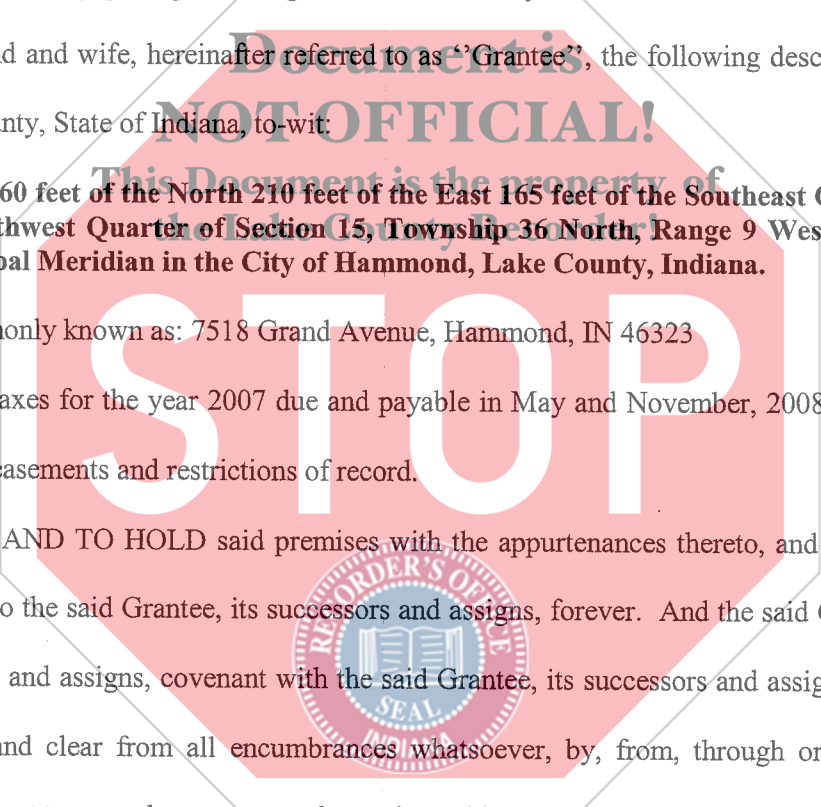 Document is
d and wife, hereinafter referred to as "Grantee", the following desc
NOT OFFICIAL!
nty, State of Indiana, to-wit:
This Document is the property of
60 feet of the North 210 feet of the East 165 feet of the Southeast
the Lake County Recorder!
thwest Quarter of Section 15, Township 36 North, Range 9 Wes
pal Meridian in the City of Hammond, Lake County, Indiana.
STOP
nonly known as: 7518 Grand Avenue, Hammond, IN 46323
axes for the year 2007 due and payable in May and November, 2008
easements and restrictions of record.
AND TO HOLD said premises with the appurtenances thereto, and
o the said Grantee, its successors and assigns, forever. And the said
and assigns, covenant with the said Grantee, its successors and assig
and clear from all encumbrances whatsoever, by, from, through or
RECORDER'S OFFICE
SEAL
INDIANA